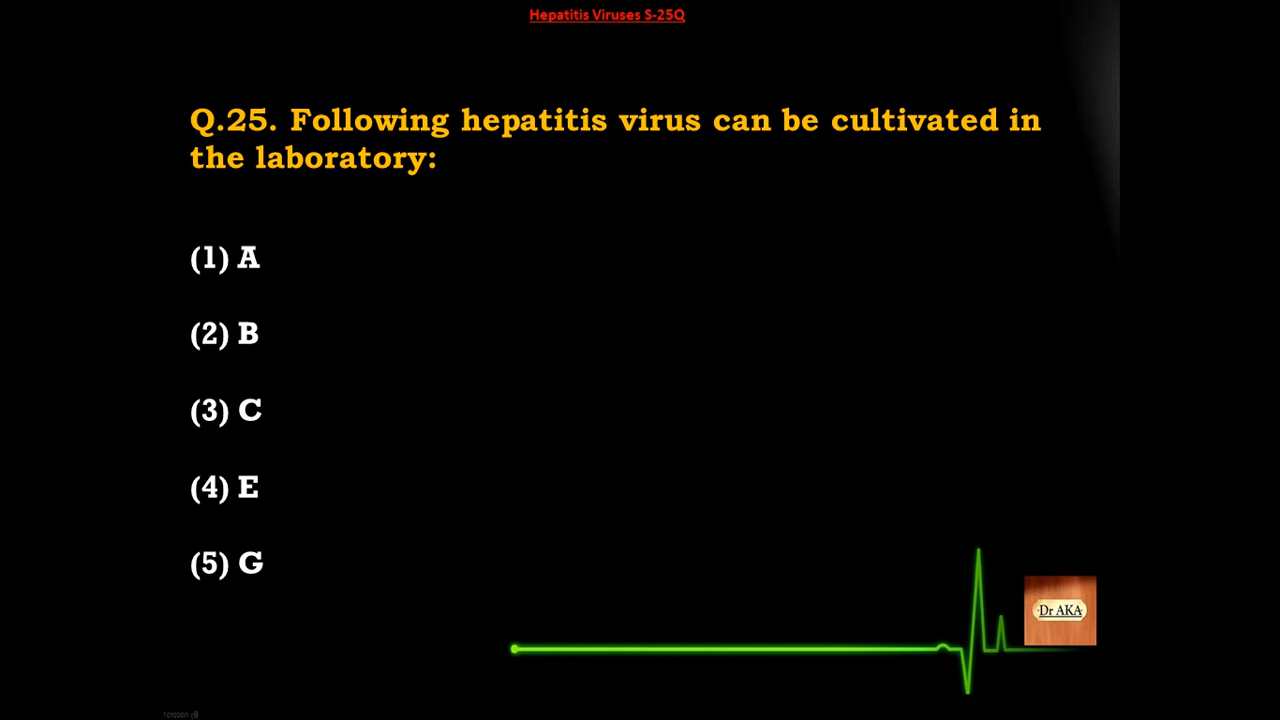 Hepatitis Viruses S-25Q
Q.25. Following hepatitis virus can be cultivated in
the laboratory:
(1) A
(2) B
(3) C
(4) E
(5) G
Dr AKA